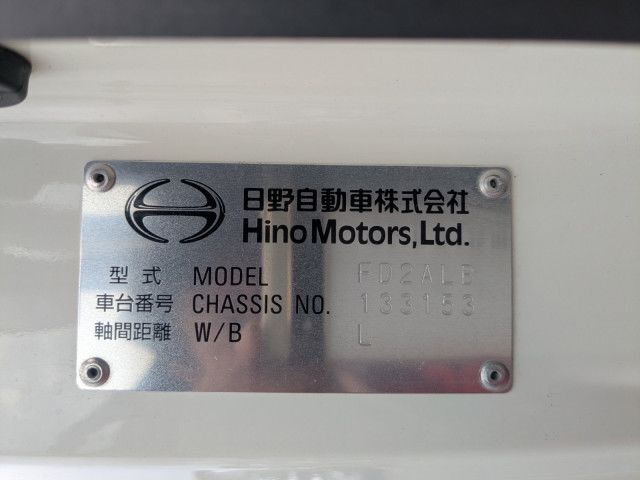 日野自動車株式会社
Hino Motors, Ltd.
型式 MODEL FD2ALB
車台番号 CHASSIS NO. 133153
軸間距離 W/B L